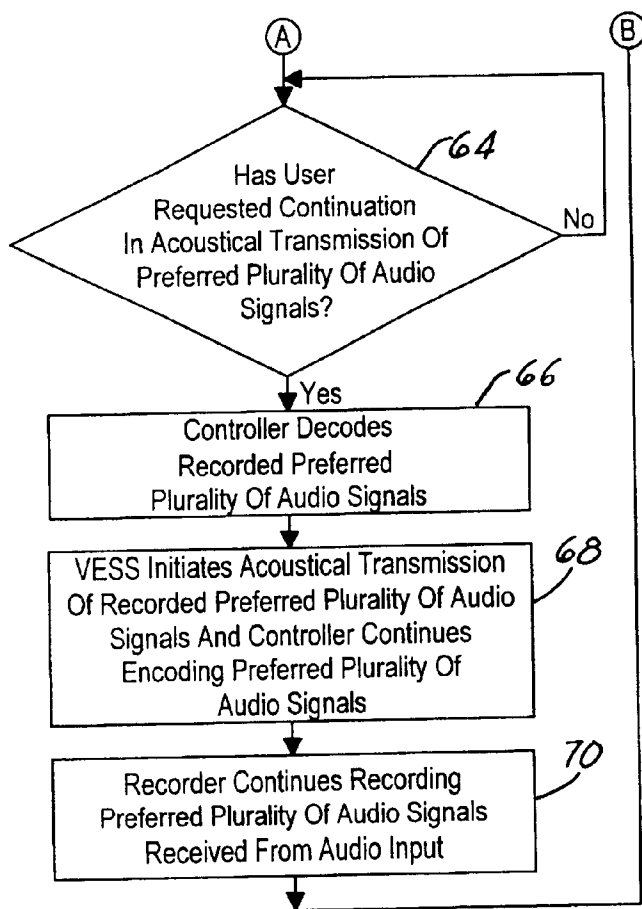 A
B
64
Has User
Requested Continuation
In Acoustical Transmission Of
Preferred Plurality Of Audio
Signals?
No
Yes
66
Controller Decodes
Recorded Preferred
Plurality Of Audio Signals
68
VESS Initiates Acoustical Transmission
Of Recorded Preferred Plurality Of Audio
Signals And Controller Continues
Encoding Preferred Plurality Of
Audio Signals
70
Recorder Continues Recording
Preferred Plurality Of Audio Signals
Received From Audio Input